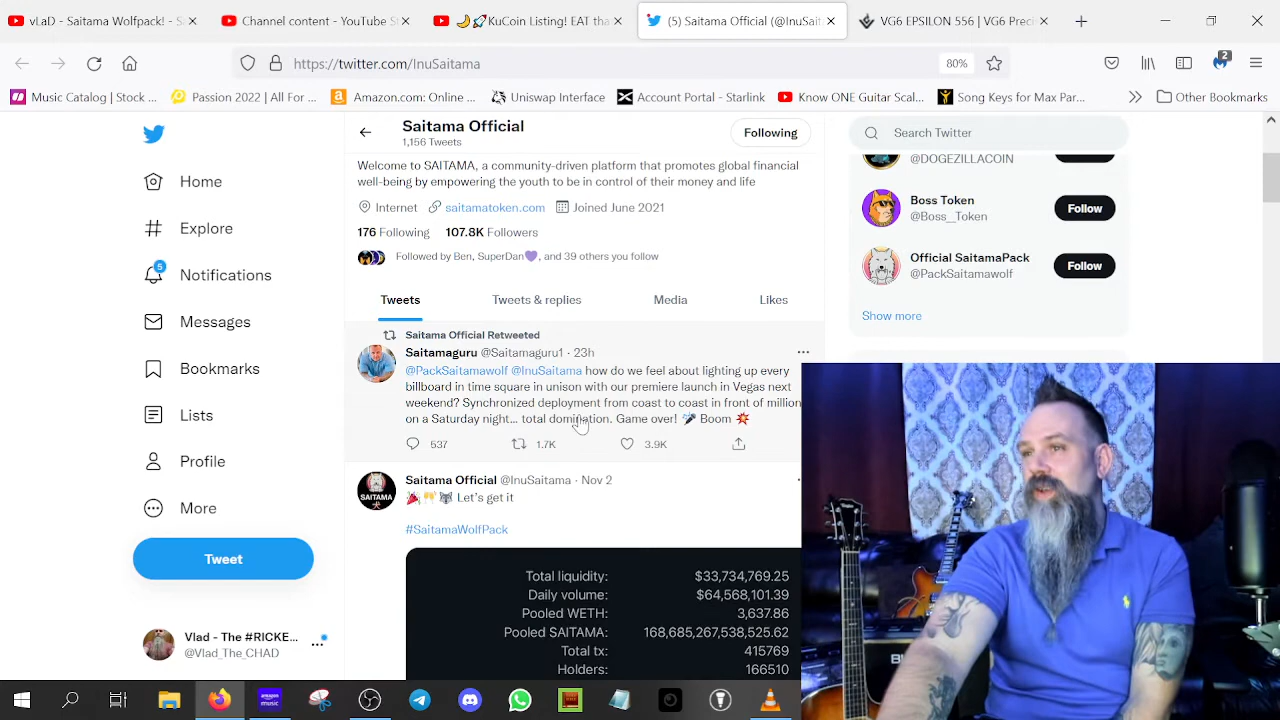 vLaD - Saitama Wolfpack! - S
Channel content - YouTube S
🌙🚀KuCoin Listing! EAT tha
(5) Saitama Official (@InuSait
VG6 EPSILON 556 | VG6 Preci
https://twitter.com/InuSaitama
80%
2
Music Catalog | Stock ...
Passion 2022 | All For ...
Amazon.com: Online ...
Uniswap Interface
Account Portal - Starlink
Know ONE Guitar Scal...
Song Keys for Max Par...
Other Bookmarks
Home
Explore
5
Notifications
Messages
Bookmarks
Lists
Profile
More
Tweet
Vlad - The #RICKE...
@Vlad_The_CHAD
Saitama Official
1,156 Tweets
Following
Welcome to SAITAMA, a community-driven platform that promotes global financial
well-being by empowering the youth to be in control of their money and life
Internet saitamatoken.com Joined June 2021
176 Following 107.8K Followers
Followed by Ben, SuperDan💜, and 39 others you follow
Tweets Tweets & replies Media Likes
Saitama Official Retweeted
Saitamaguru @Saitamaguru1 · 23h
@PackSaitamawolf @InuSaitama how do we feel about lighting up every
billboard in time square in unison with our premiere launch in Vegas next
weekend? Synchronized deployment from coast to coast in front of million
on a Saturday night... total domination. Game over! 🎤 Boom 💥
537 1.7K 3.9K
SAITAMA
Saitama Official @InuSaitama · Nov 2
🎉🙌🐺 Let's get it
#SaitamaWolfPack
Total liquidity: $33,734,769.25
Daily volume: $64,568,101.39
Pooled WETH: 3,637.86
Pooled SAITAMA: 168,685,267,538,525.62
Total tx: 415769
Holders: 166510
Search Twitter
@DOGEZILLACOIN
Boss Token
@Boss__Token
Follow
Official SaitamaPack
@PackSaitamawolf
Follow
Show more
amazon
music